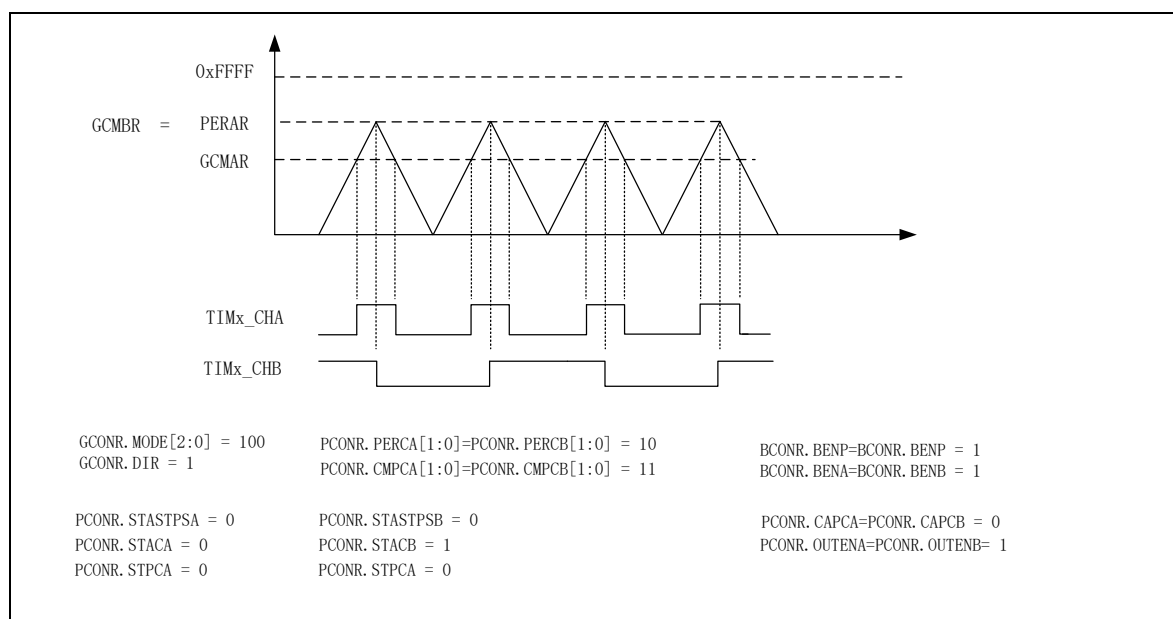 0xFFFF
GCMBR = PERAR
GCMAR
TIMx_CHA
TIMx_CHB
GCONR.MODE[2:0] = 100
GCONR.DIR = 1
PCONR.PERCA[1:0]=PCONR.PERCB[1:0] = 10
PCONR.CMPCA[1:0]=PCONR.CMPCB[1:0] = 11
BCONR.BENP=BCONR.BENP = 1
BCONR.BENA=BCONR.BENB = 1
PCONR.STASTPSA = 0
PCONR.STACA = 0
PCONR.STPCA = 0
PCONR.STASTPSB = 0
PCONR.STACB = 1
PCONR.STPCA = 0
PCONR.CAPCA=PCONR.CAPCB = 0
PCONR.OUTENA=PCONR.OUTENB= 1